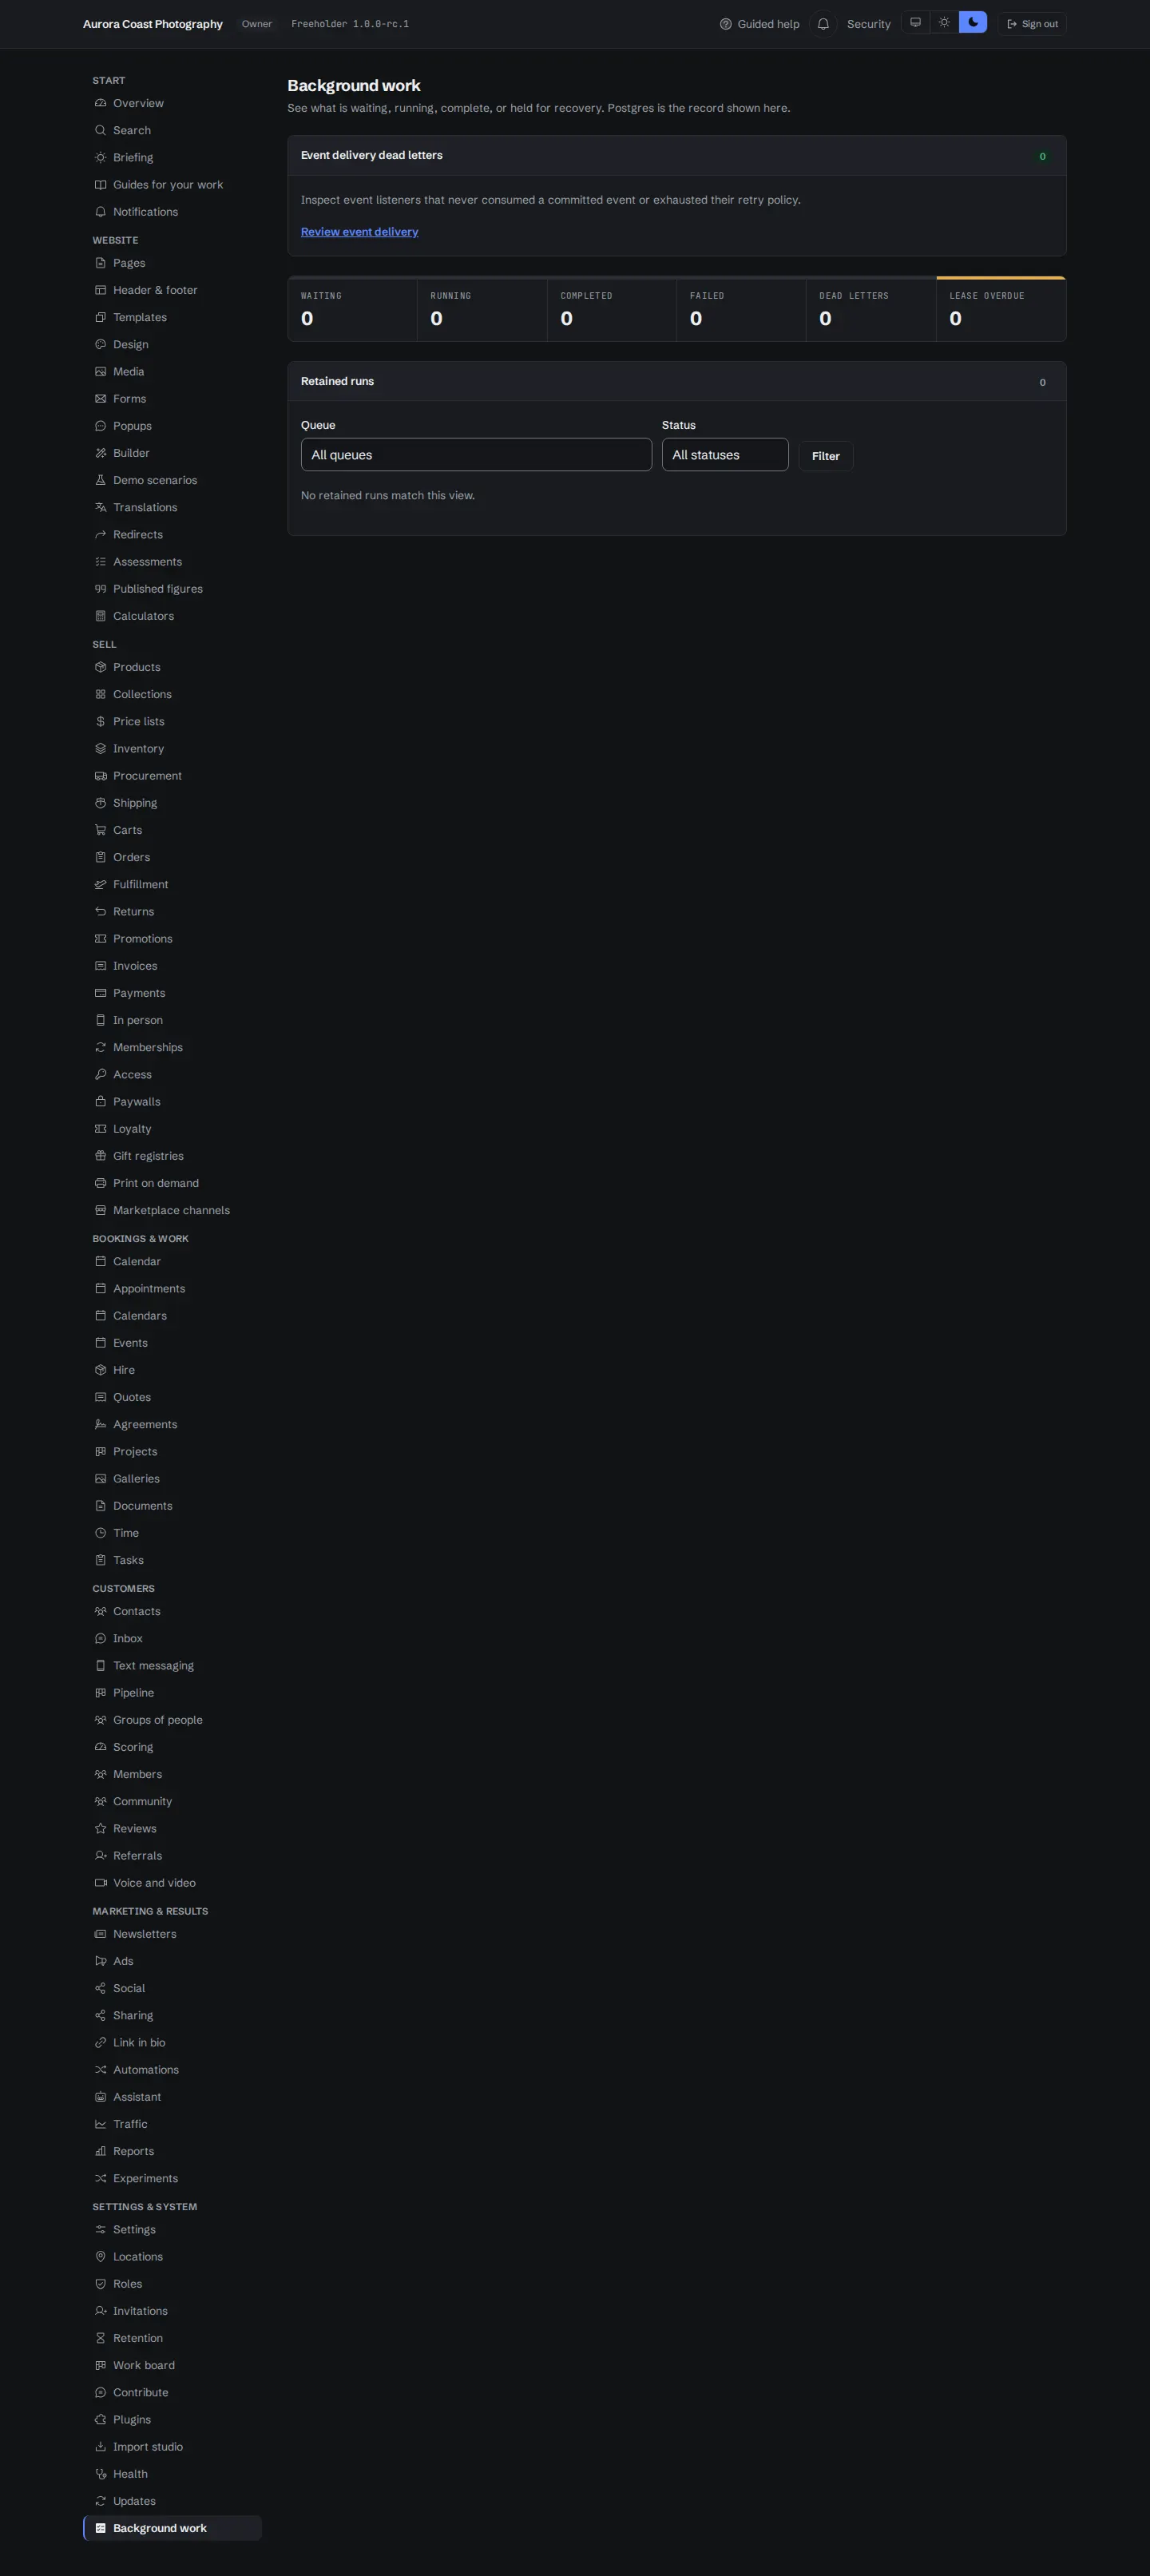 Aurora Coast Photography Owner Freeholder 1.0.0-rc.1 Guided help Security Sign out
START
Overview
Search
Briefing
Guides for your work
Notifications
WEBSITE
Pages
Header & footer
Templates
Design
Media
Forms
Popups
Builder
Demo scenarios
Translations
Redirects
Assessments
Published figures
Calculators
SELL
Products
Collections
Price lists
Inventory
Procurement
Shipping
Carts
Orders
Fulfillment
Returns
Promotions
Invoices
Payments
In person
Memberships
Access
Paywalls
Loyalty
Gift registries
Print on demand
Marketplace channels
BOOKINGS & WORK
Calendar
Appointments
Calendars
Events
Hire
Quotes
Agreements
Projects
Galleries
Documents
Time
Tasks
CUSTOMERS
Contacts
Inbox
Text messaging
Pipeline
Groups of people
Scoring
Members
Community
Reviews
Referrals
Voice and video
MARKETING & RESULTS
Newsletters
Ads
Social
Sharing
Link in bio
Automations
Assistant
Traffic
Reports
Experiments
SETTINGS & SYSTEM
Settings
Locations
Roles
Invitations
Retention
Work board
Contribute
Plugins
Import studio
Health
Updates
Background work
Background work
See what is waiting, running, complete, or held for recovery. Postgres is the record shown here.
Event delivery dead letters 0
Inspect event listeners that never consumed a committed event or exhausted their retry policy.
Review event delivery
WAITING RUNNING COMPLETED FAILED DEAD LETTERS LEASE OVERDUE
0 0 0 0 0 0
Retained runs 0
Queue Status
All queues All statuses Filter
No retained runs match this view.